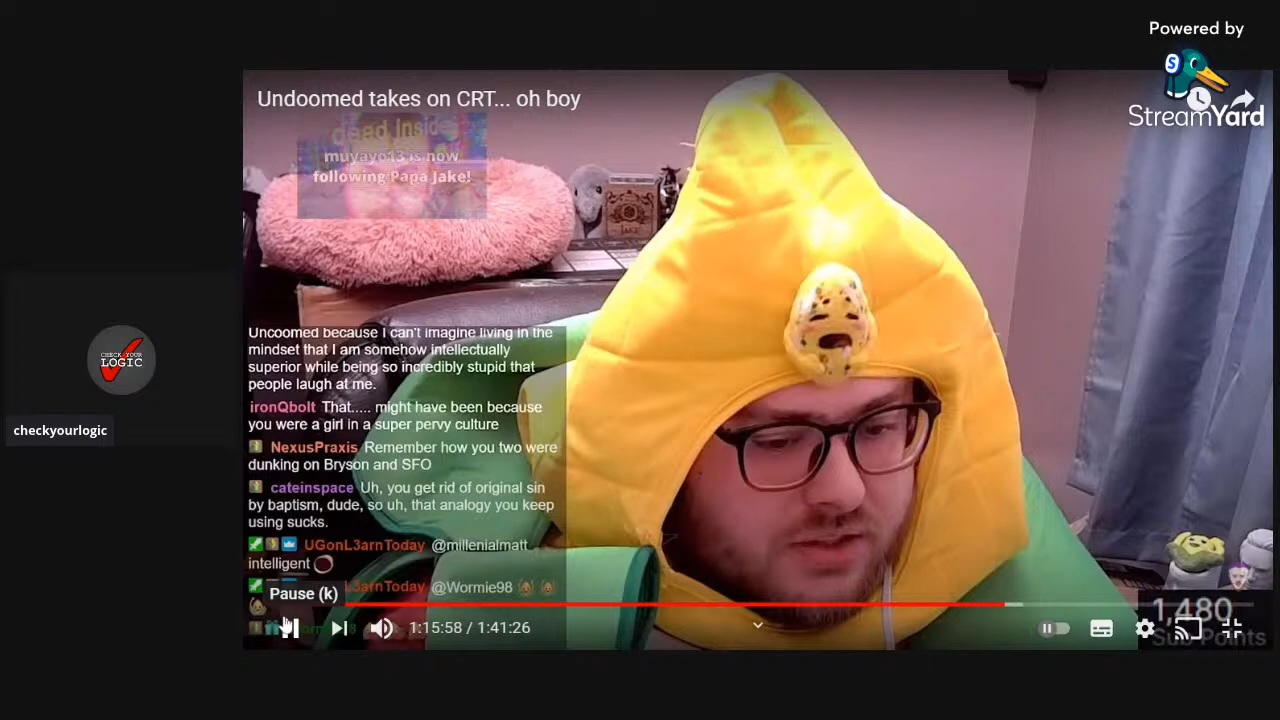 Powered by
StreamYard
Undoomed takes on CRT... oh boy
dead inside
muyayo13 is now
following Papa Jake!
CHECK YOUR
LOGIC
checkyourlogic
Uncoomed because I can't imagine living in the
mindset that I am somehow intellectually
superior while being so incredibly stupid that
people laugh at me.
ironQbolt That..... might have been because
you were a girl in a super pervy culture
NexusPraxis Remember how you two were
dunking on Bryson and SFO
cateinspace Uh, you get rid of original sin
by baptism, dude, so uh, that analogy you keep
using sucks.
UGonL3arnToday @millenialmatt
intelligent
L3arnToday @Wormie98
Pause (k)
1:15:58 / 1:41:26
1,480
Sub Points